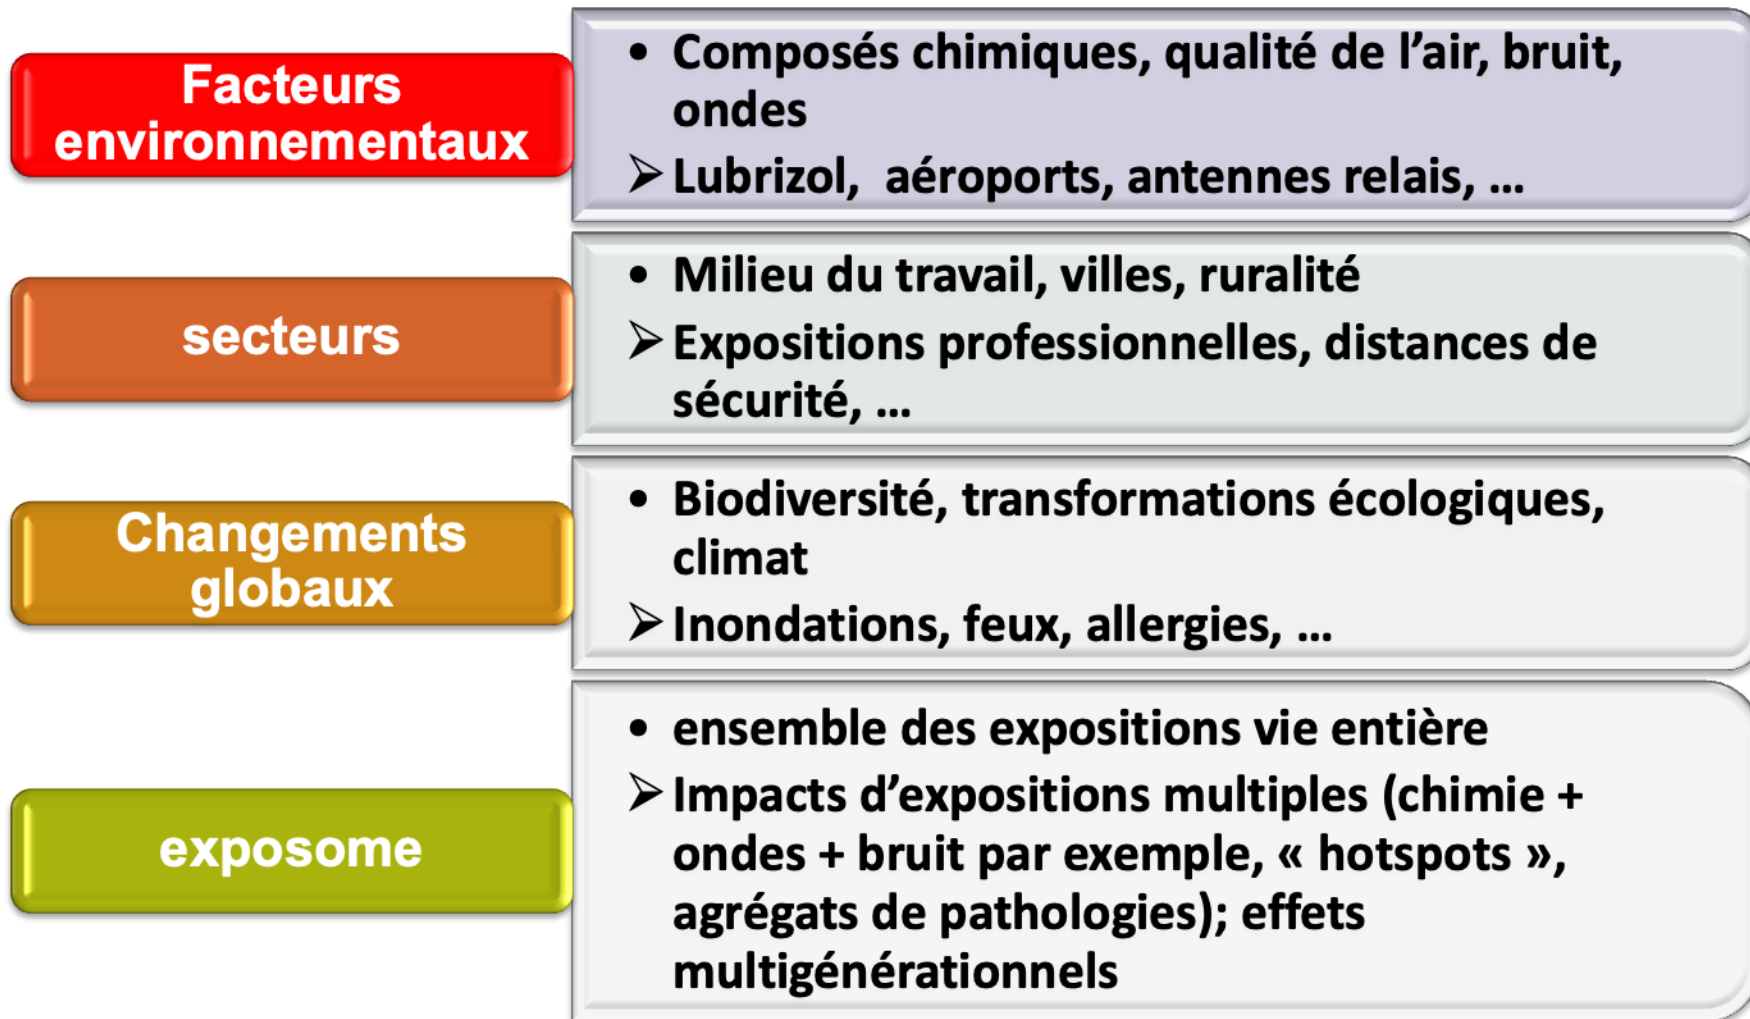 Facteurs
environnementaux
• Composés chimiques, qualité de l’air, bruit,
ondes
➢ Lubrizol,  aéroports, antennes relais, ...
secteurs
• Milieu du travail, villes, ruralité
➢ Expositions professionnelles, distances de
sécurité, ...
Changements
globaux
• Biodiversité, transformations écologiques,
climat
➢ Inondations, feux, allergies, ...
exposome
• ensemble des expositions vie entière
➢ Impacts d’expositions multiples (chimie +
ondes + bruit par exemple, « hotspots »,
agrégats de pathologies); effets
multigénérationnels